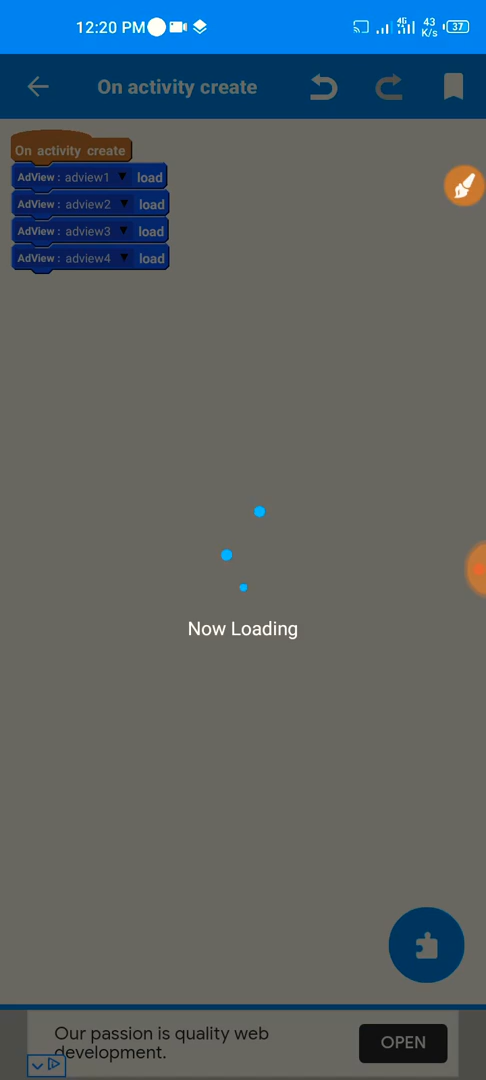 12:20 PM
4G
43
K/s
37
On activity create
On activity create
AdView : adview1 load
AdView : adview2 load
AdView : adview3 load
AdView : adview4 load
Now Loading
Our passion is quality web
development.
OPEN